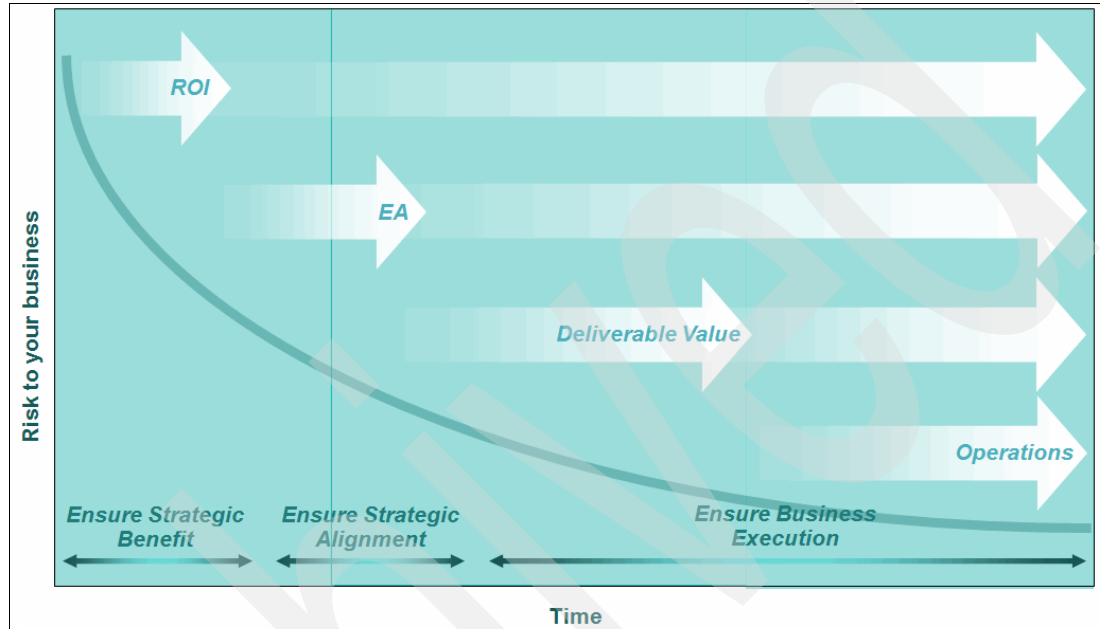 ROI
EA
Deliverable Value
Operations
Risk to your business
Ensure Strategic
Benefit
Ensure Strategic
Alignment
Ensure Business
Execution
Time